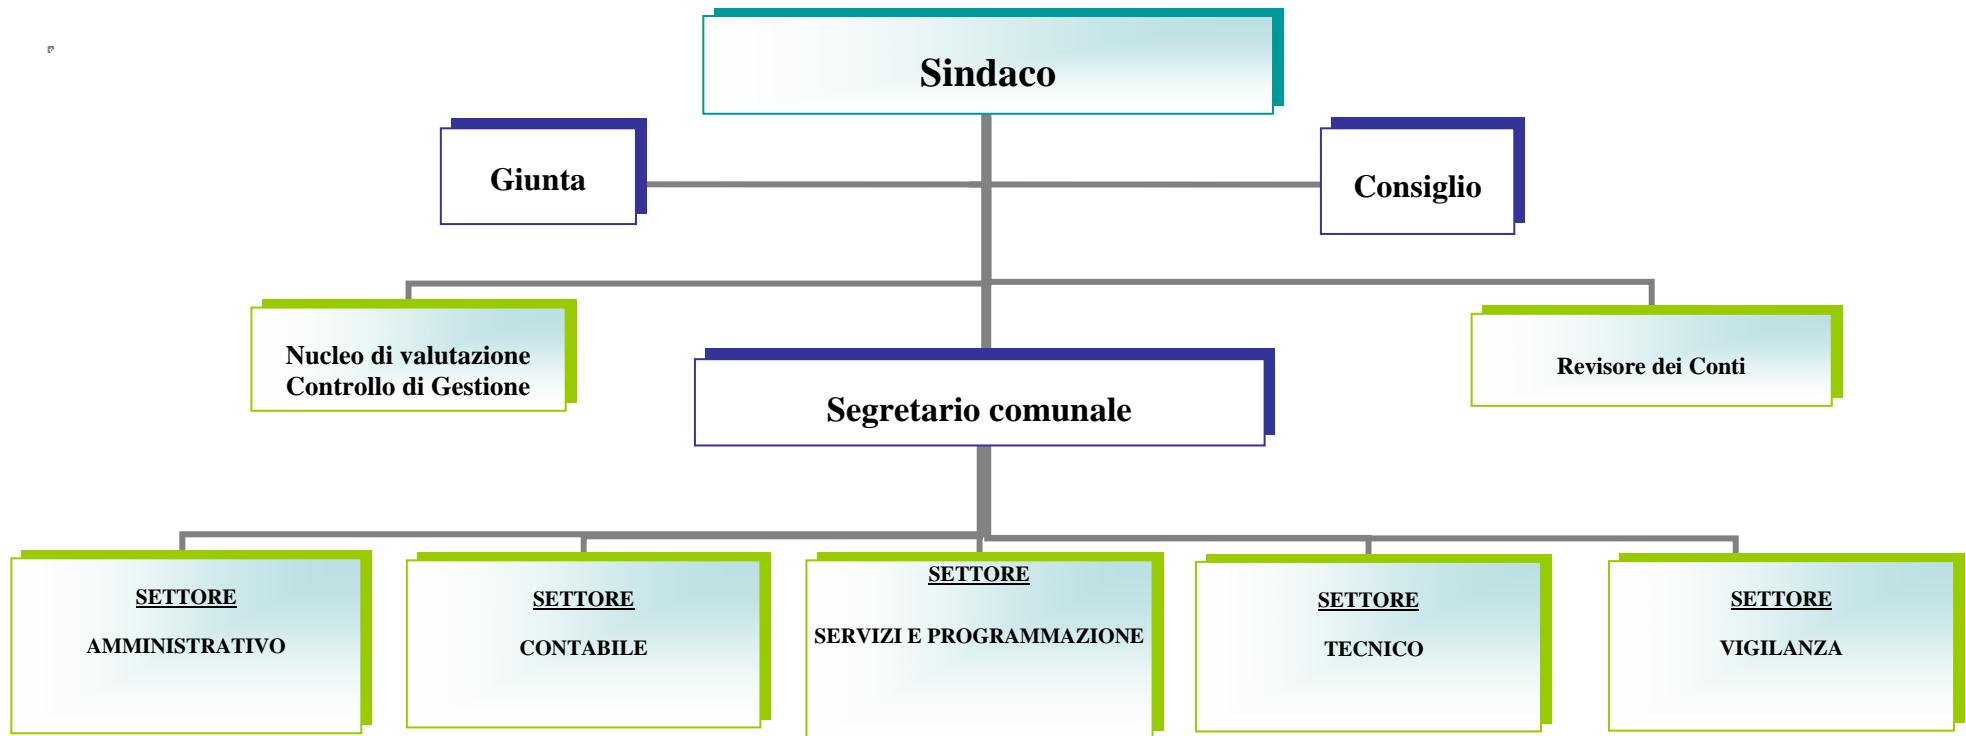 Sindaco
Giunta
Consiglio
Nucleo di valutazione
Controllo di Gestione
Revisore dei Conti
Segretario comunale
SETTORE
AMMINISTRATIVO
SETTORE
CONTABILE
SETTORE
SERVIZI E PROGRAMMAZIONE
SETTORE
TECNICO
SETTORE
VIGILANZA